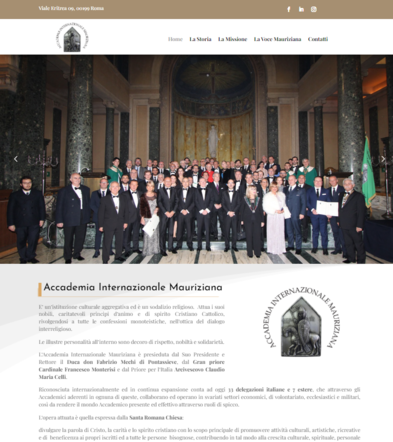 Viale Eritrea 09, 00199 Roma
Home La Storia La Missione La Voce Mauriziana Contatti
Accademia Internazionale Mauriziana
E' un'istituzione culturale aggregativa ed è un sodalizio religioso. Attua i suoi
nobili, caritatevoli principi d'animo e di spirito Cristiano Cattolico,
rivolgendosi a tutte le confessioni monoteistiche, nell'ottica del dialogo
interreligioso.
Le illustre personalità all'interno sono decoro di rispetto, nobiltà e solidarietà.
L'Accademia Internazionale Mauriziana è presieduta dal Suo Presidente e
Rettore il Duca don Fabrizio Mechi di Pontassieve, dal Gran priore
Cardinale Francesco Monterisi e dal Priore per l'Italia Arcivescovo Claudio
Maria Celli.
Riconosciuta internazionalmente ed in continua espansione conta ad oggi 33 delegazioni italiane e 7 estere, che attraverso gli
Accademici aderenti in ognuna di queste, collaborano ed operano in svariati settori economici, di volontariato, ecclesiastici e militari,
così da rendere il mondo Accademico presente ed effettivo attraverso ruoli di spicco.
L'opera attuata è quella espressa dalla Santa Romana Chiesa:
divulgare la parola di Cristo, la carità e lo spirito cristiano con lo scopo principale di promuovere attività culturali, artistiche, ricreative
e di beneficenza ai propri iscritti ed a tutte le persone bisognose, contribuendo in tal modo alla crescita culturale, spirituale, personale
ACCADEMIA INTERNAZIONALE MAURIZIANA